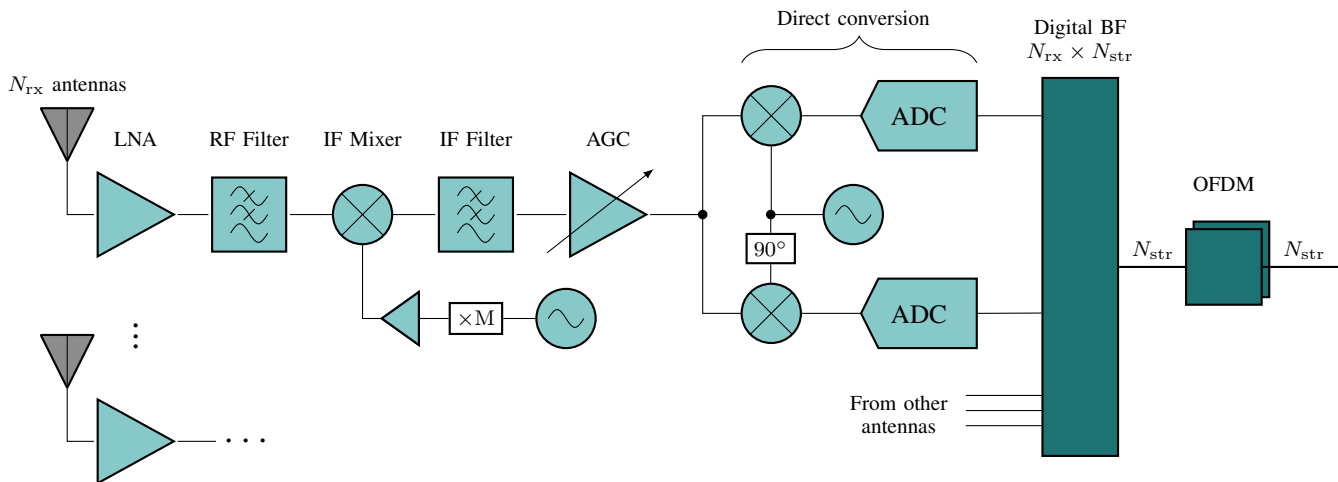 Direct conversion
Digital BF
N_rx × N_str
N_rx antennas
LNA
RF Filter
IF Mixer
IF Filter
AGC
ADC
OFDM
90°
N_str
N_str
×M
ADC
From other
antennas